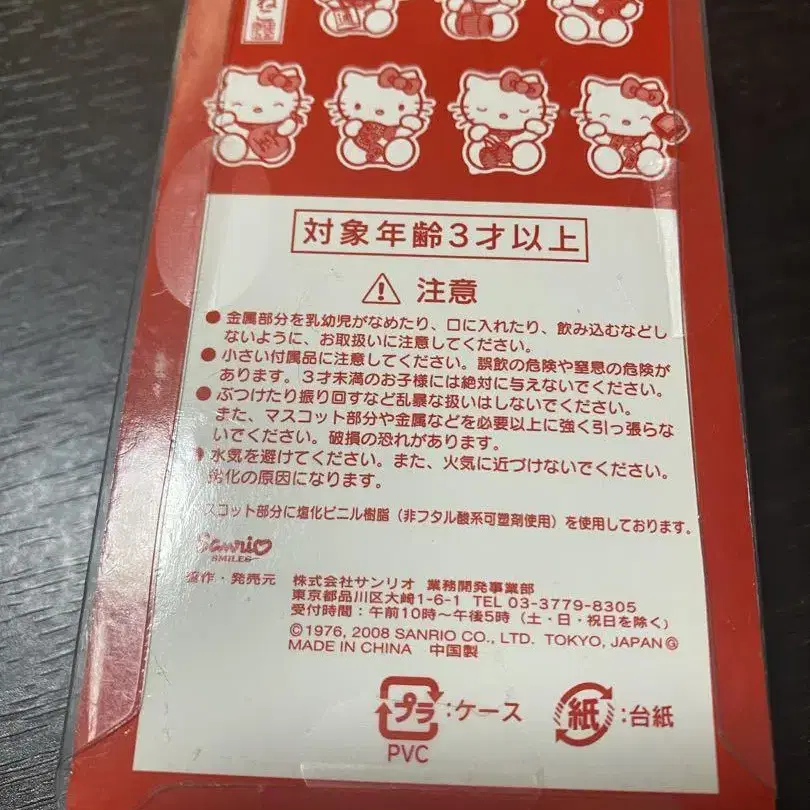 対象年齢3才以上
⚠ 注意
● 金属部分を乳幼児がなめたり、口に入れたり、飲み込むなどし
ないように、お取扱いに注意してください。
● 小さい付属品に注意してください。誤飲の危険や窒息の危険が
あります。3才未満のお子様には絶対に与えないでください。
● ぶつけたり振り回すなど乱暴な扱いはしないでください。
また、マスコット部分や金属などを必要以上に強く引っ張らな
いでください。破損の恐れがあります。
● 水気を避けてください。また、火気に近づけないでください。
劣化の原因になります。
スコット部分に塩化ビニル樹脂（非フタル酸系可塑剤使用）を使用しております。
Sanrio
SMILES
製作・発売元 株式会社サンリオ 業務開発事業部
東京都品川区大崎1-6-1 TEL 03-3779-8305
受付時間：午前10時〜午後5時（土・日・祝日を除く）
©1976, 2008 SANRIO CO., LTD. TOKYO, JAPAN Ⓖ
MADE IN CHINA 中国製
プラ：ケース
PVC
紙：台紙